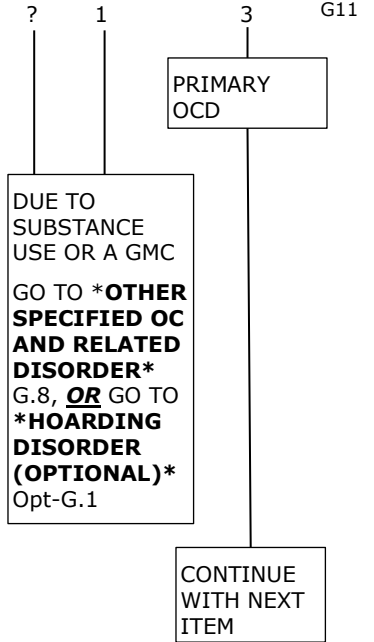 ? 1 3 G11
PRIMARY
OCD
DUE TO
SUBSTANCE
USE OR A GMC
GO TO *OTHER
SPECIFIED OC
AND RELATED
DISORDER*
G.8, OR GO TO
*HOARDING
DISORDER
(OPTIONAL)*
Opt-G.1
CONTINUE
WITH NEXT
ITEM